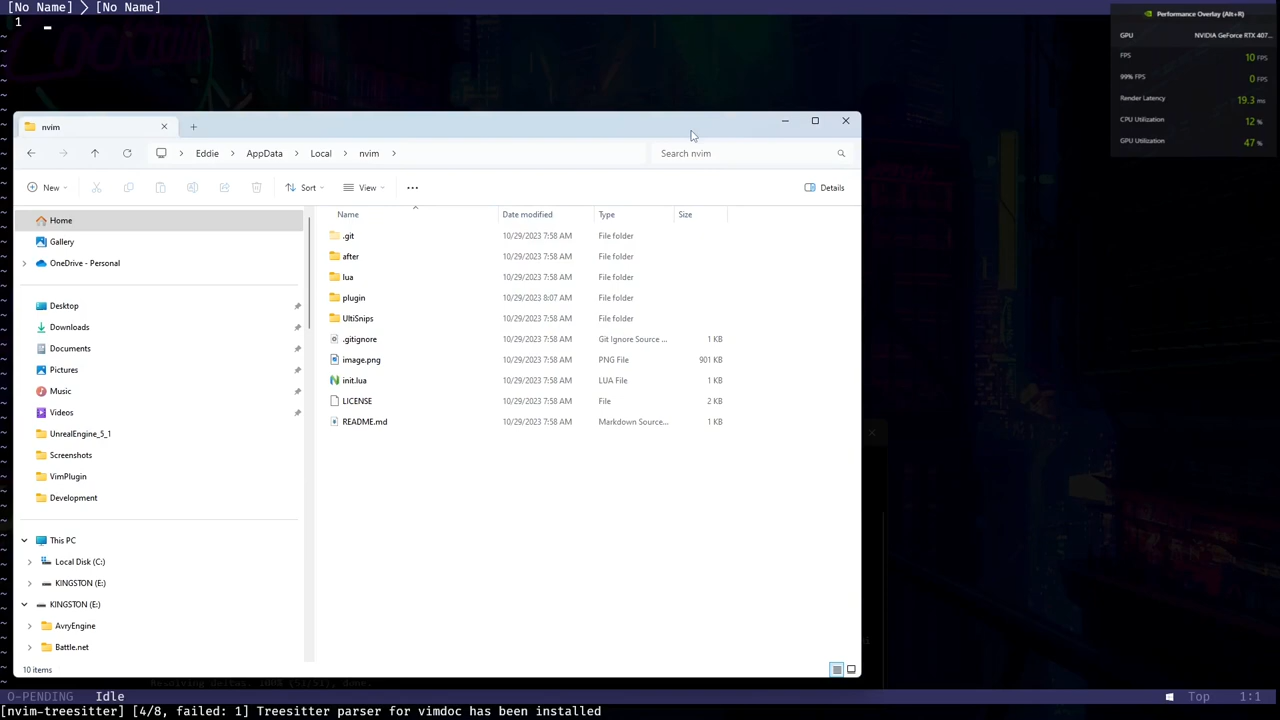 [No Name] > [No Name]
1
Performance Overlay (Alt+R)
GPU NVIDIA GeForce RTX 407...
FPS 10 FPS
99% FPS 0 FPS
Render Latency 19.3 ms
CPU Utilization 12 %
GPU Utilization 47 %
nvim
Eddie > AppData > Local > nvim >
Search nvim
New
Sort
View
Details
Name Date modified Type Size
Home
Gallery
OneDrive - Personal
Desktop
Downloads
Documents
Pictures
Music
Videos
UnrealEngine_5_1
Screenshots
VimPlugin
Development
This PC
Local Disk (C:)
KINGSTON (E:)
KINGSTON (E:)
AvryEngine
Battle.net
.git 10/29/2023 7:58 AM File folder
after 10/29/2023 7:58 AM File folder
lua 10/29/2023 7:58 AM File folder
plugin 10/29/2023 8:07 AM File folder
UltiSnips 10/29/2023 7:58 AM File folder
.gitignore 10/29/2023 7:58 AM Git Ignore Source ... 1 KB
image.png 10/29/2023 7:58 AM PNG File 901 KB
init.lua 10/29/2023 7:58 AM LUA File 1 KB
LICENSE 10/29/2023 7:58 AM File 2 KB
README.md 10/29/2023 7:58 AM Markdown Source... 1 KB
10 items
O-PENDING Idle Top 1:1
[nvim-treesitter] [4/8, failed: 1] Treesitter parser for vimdoc has been installed